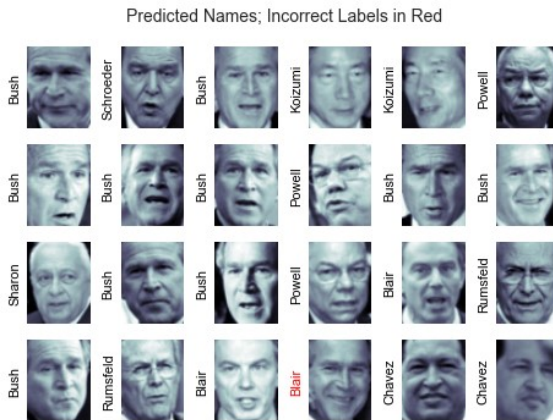 Predicted Names; Incorrect Labels in Red
Bush
Schroeder
Bush
Koizumi
Koizumi
Powell
Bush
Bush
Bush
Powell
Bush
Bush
Sharon
Bush
Bush
Powell
Blair
Rumsfeld
Bush
Rumsfeld
Blair
Blair
Chavez
Chavez